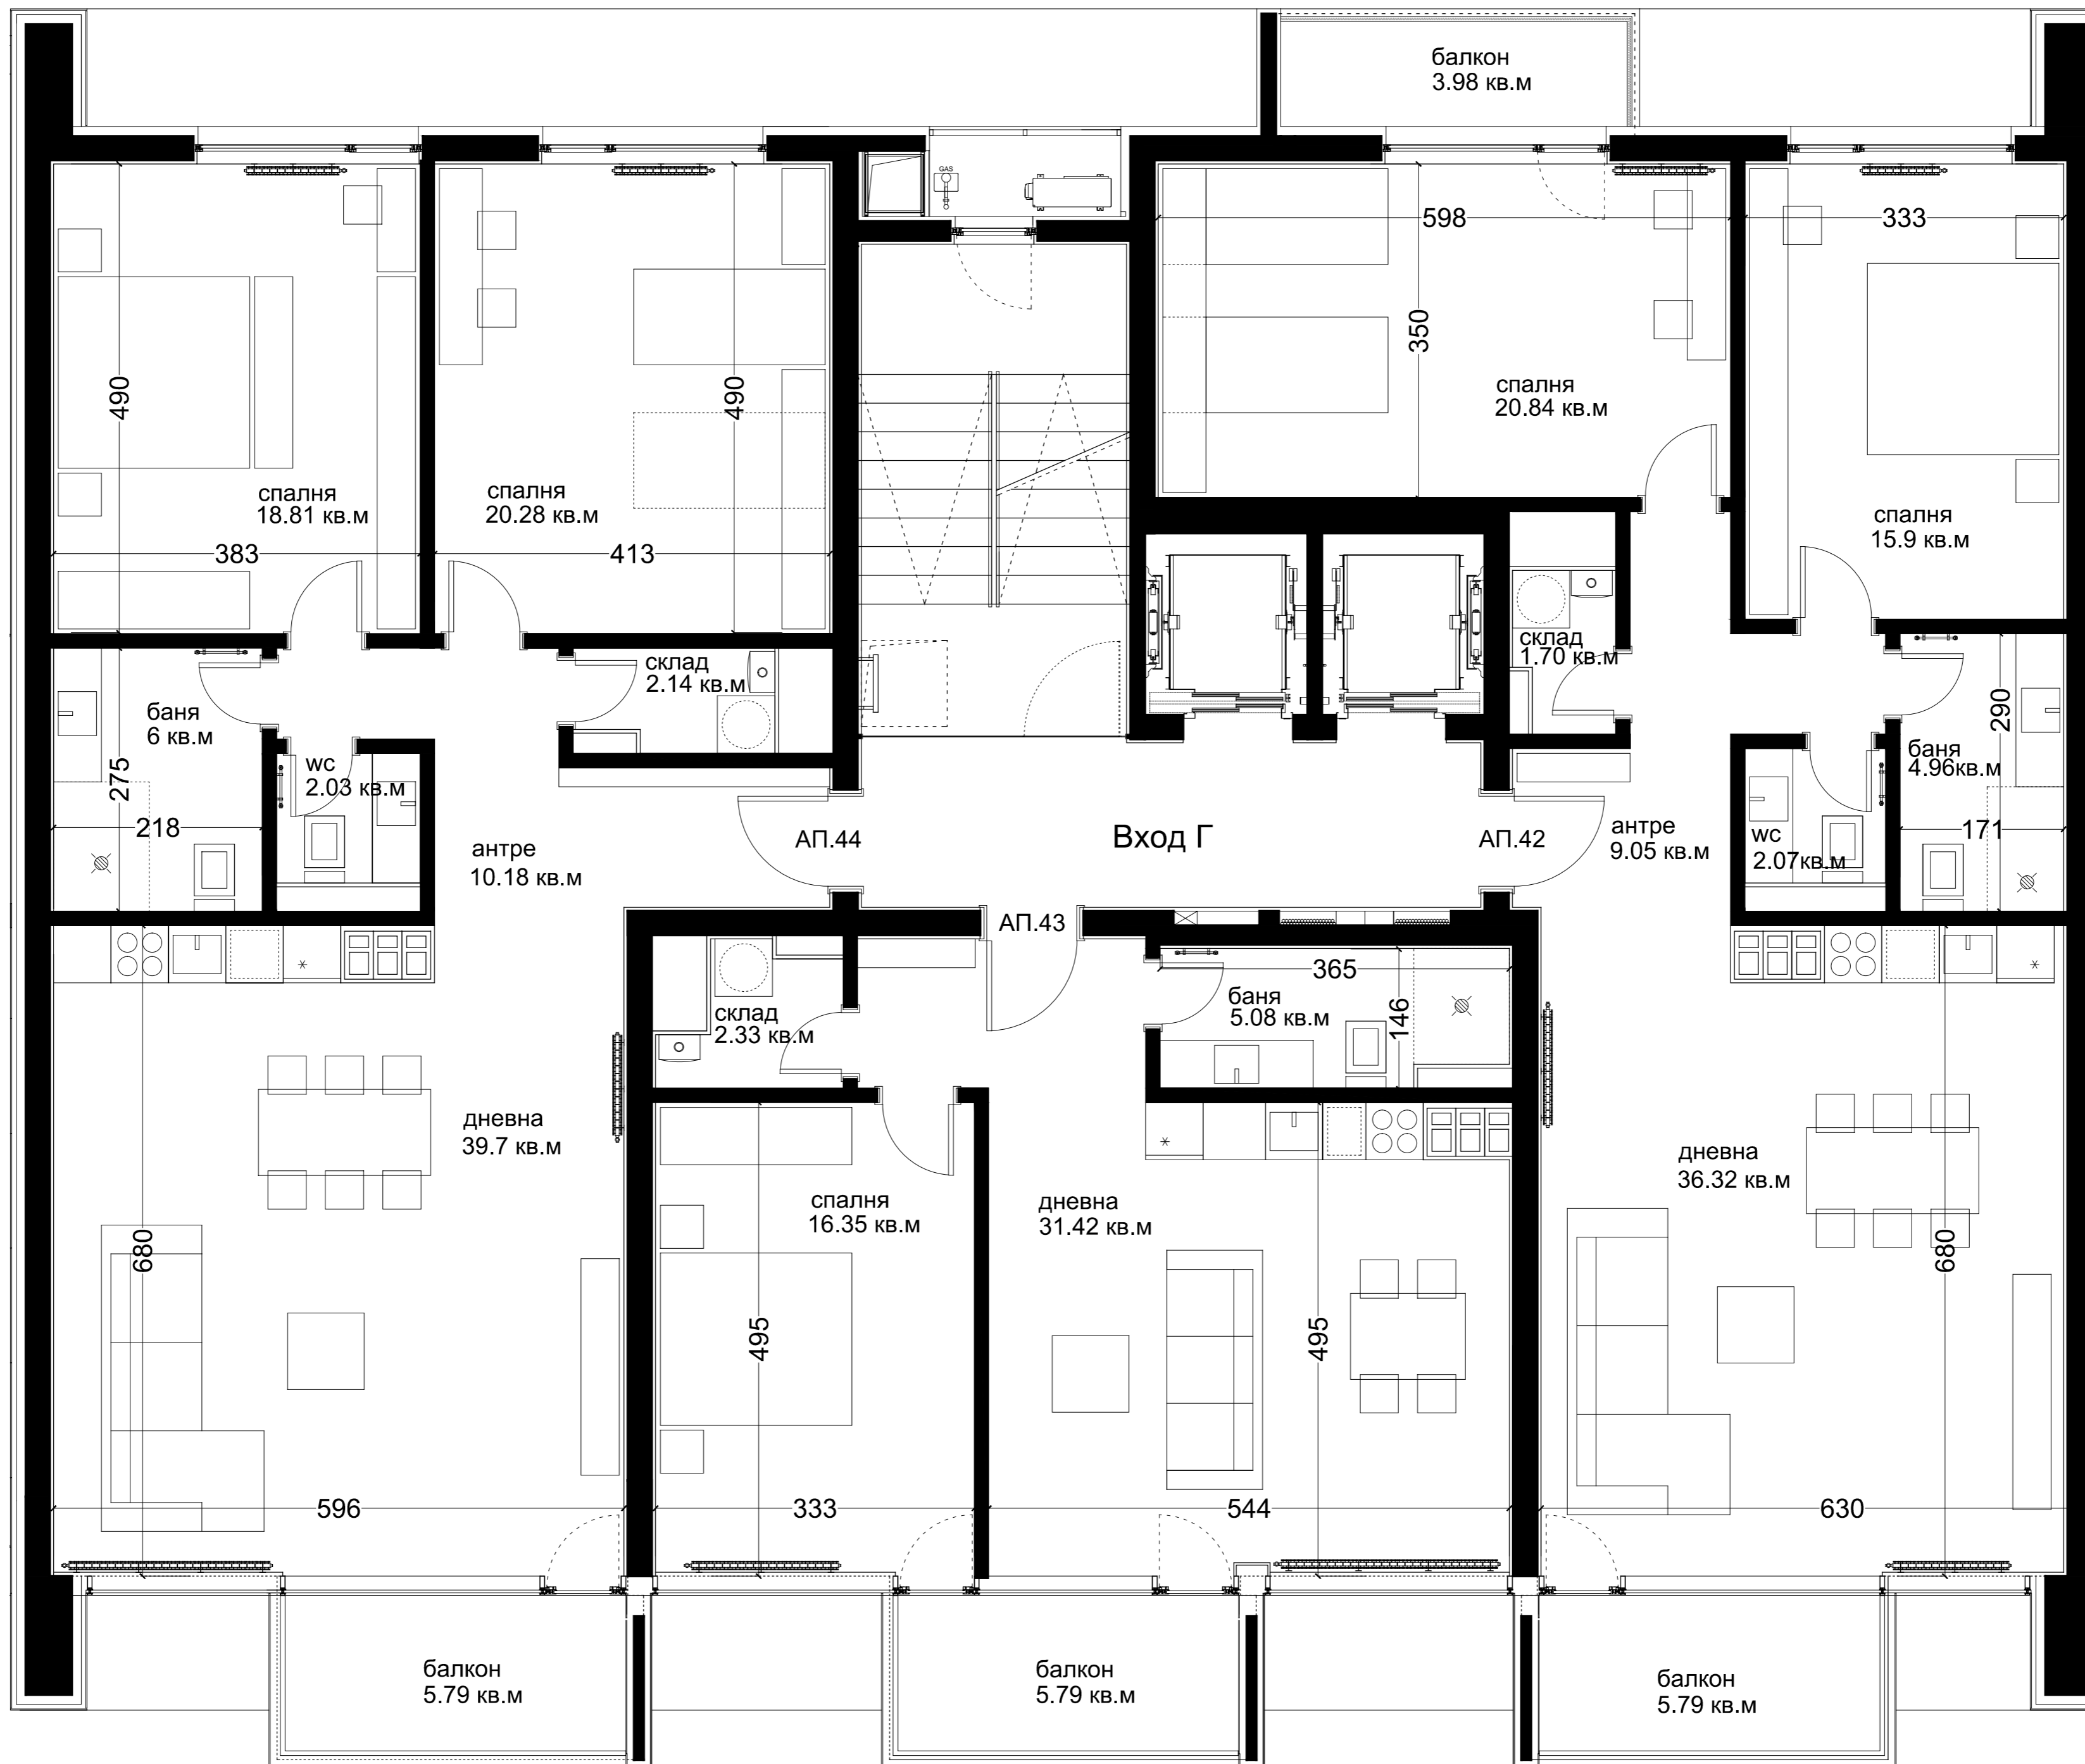 балкон
3.98 кв.м
GAS
598
333
490
490
350
спалня
20.84 кв.м
спалня
18.81 кв.м
спалня
20.28 кв.м
спалня
15.9 кв.м
383
413
склад
2.14 кв.м
склад
1.70 кв.м
баня
6 кв.м
275
218
wc
2.03 кв.м
290
баня
4.96кв.м
171
wc
2.07кв.м
антре
10.18 кв.м
АП.44
Вход Г
АП.42
антре
9.05 кв.м
АП.43
365
баня
5.08 кв.м
146
склад
2.33 кв.м
дневна
39.7 кв.м
680
спалня
16.35 кв.м
495
дневна
31.42 кв.м
495
дневна
36.32 кв.м
680
596
333
544
630
балкон
5.79 кв.м
балкон
5.79 кв.м
балкон
5.79 кв.м